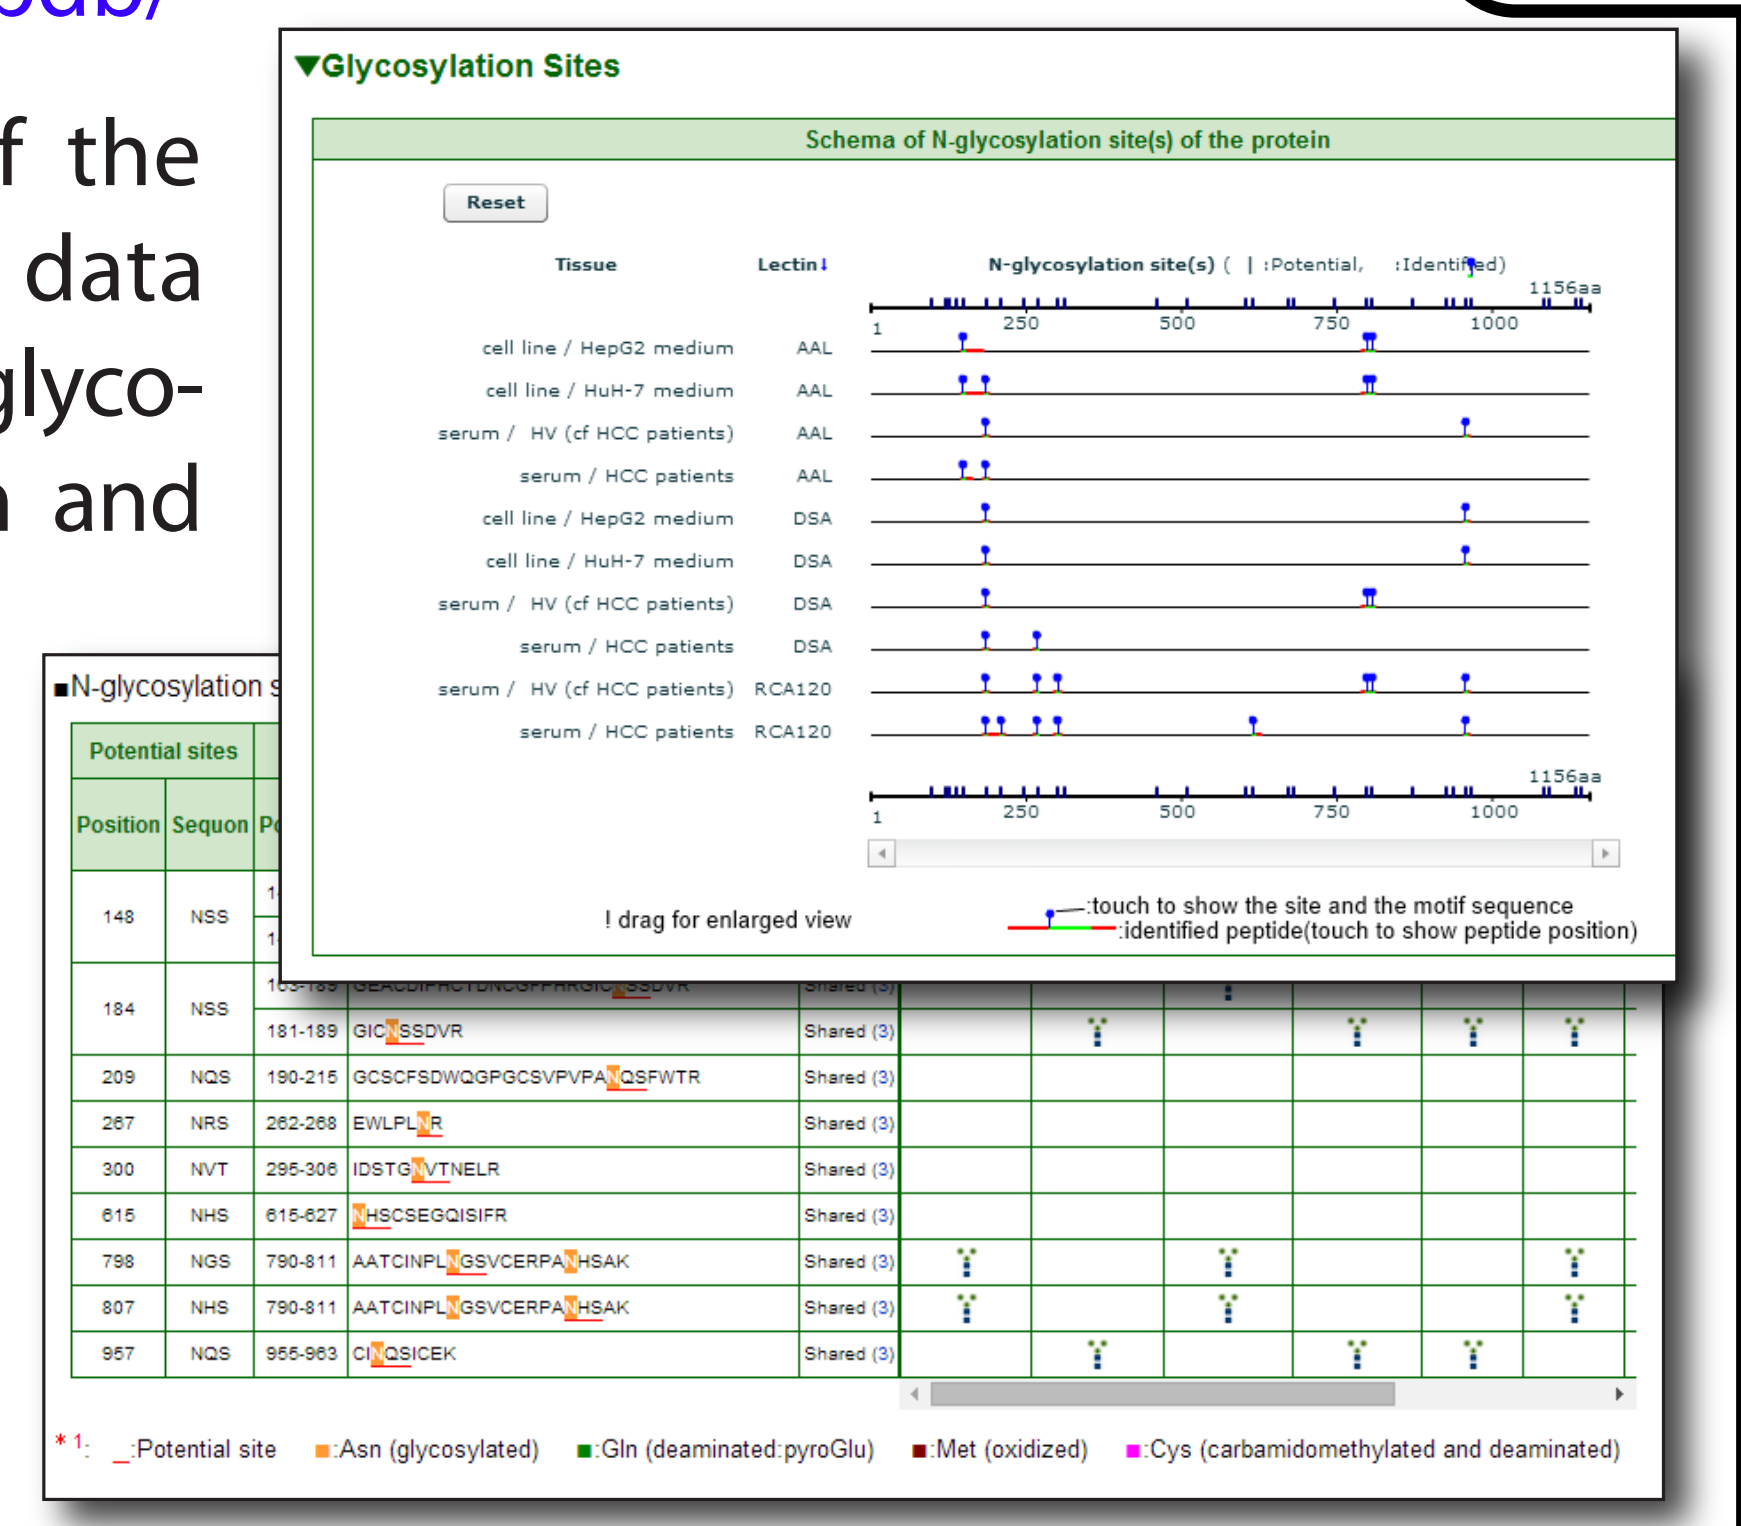 pdb/
f the
data
glyco-
and
▼Glycosylation Sites
Schema of N-glycosylation site(s) of the protein
Reset
Tissue Lectin↓ N-glycosylation site(s) ( | :Potential, :Identified)
1156aa
1 250 500 750 1000
cell line / HepG2 medium AAL
cell line / HuH-7 medium AAL
serum / HV (cf HCC patients) AAL
serum / HCC patients AAL
cell line / HepG2 medium DSA
cell line / HuH-7 medium DSA
serum / HV (cf HCC patients) DSA
serum / HCC patients DSA
serum / HV (cf HCC patients) RCA120
serum / HCC patients RCA120
1156aa
1 250 500 750 1000
! drag for enlarged view
:touch to show the site and the motif sequence
:identified peptide(touch to show peptide position)
■N-glycosylation s
Potential sites
Position Sequon Po
148 NSS
184 NSS
163-189 GEACDIPHCTDNCGFPHRGICNSSDVR Shared (3)
181-189 GICNSSDVR Shared (3)
209 NQS 190-215 GCSCFSDWQGPGCSVPVPANQSFWTR Shared (3)
267 NRS 262-268 EWLPLNR Shared (3)
300 NVT 295-306 IDSTGNVTNELR Shared (3)
615 NHS 615-627 NHSCSEGQISIFR Shared (3)
798 NGS 790-811 AATCINPLNGSVCERPANHSAK Shared (3)
807 NHS 790-811 AATCINPLNGSVCERPANHSAK Shared (3)
957 NQS 955-963 CINQSICEK Shared (3)
* 1: _:Potential site ■:Asn (glycosylated) ■:Gln (deaminated:pyroGlu) ■:Met (oxidized) ■:Cys (carbamidomethylated and deaminated)